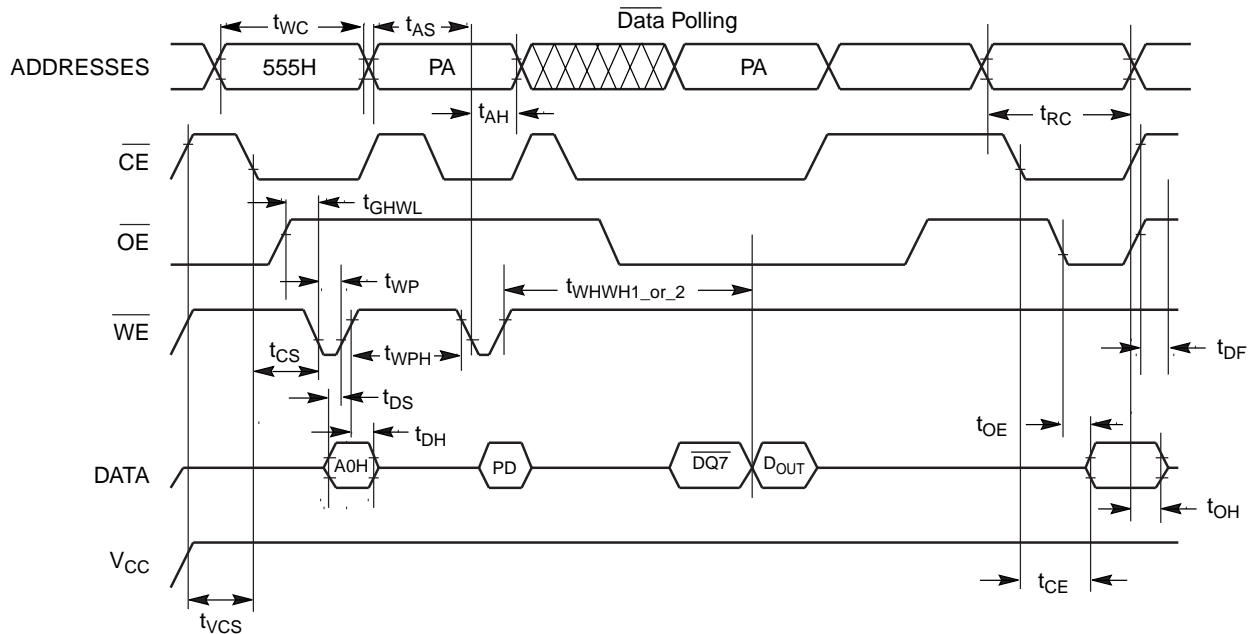 Data Polling
tWC
tAS
ADDRESSES
555H
PA
PA
tAH
tRC
CE
tGHWL
OE
tWP
tWHWH1_or_2
WE
tCS
tWPH
tDF
tDS
tDH
tOE
DATA
A0H
PD
DQ7
DOUT
tOH
VCC
tCE
tVCS